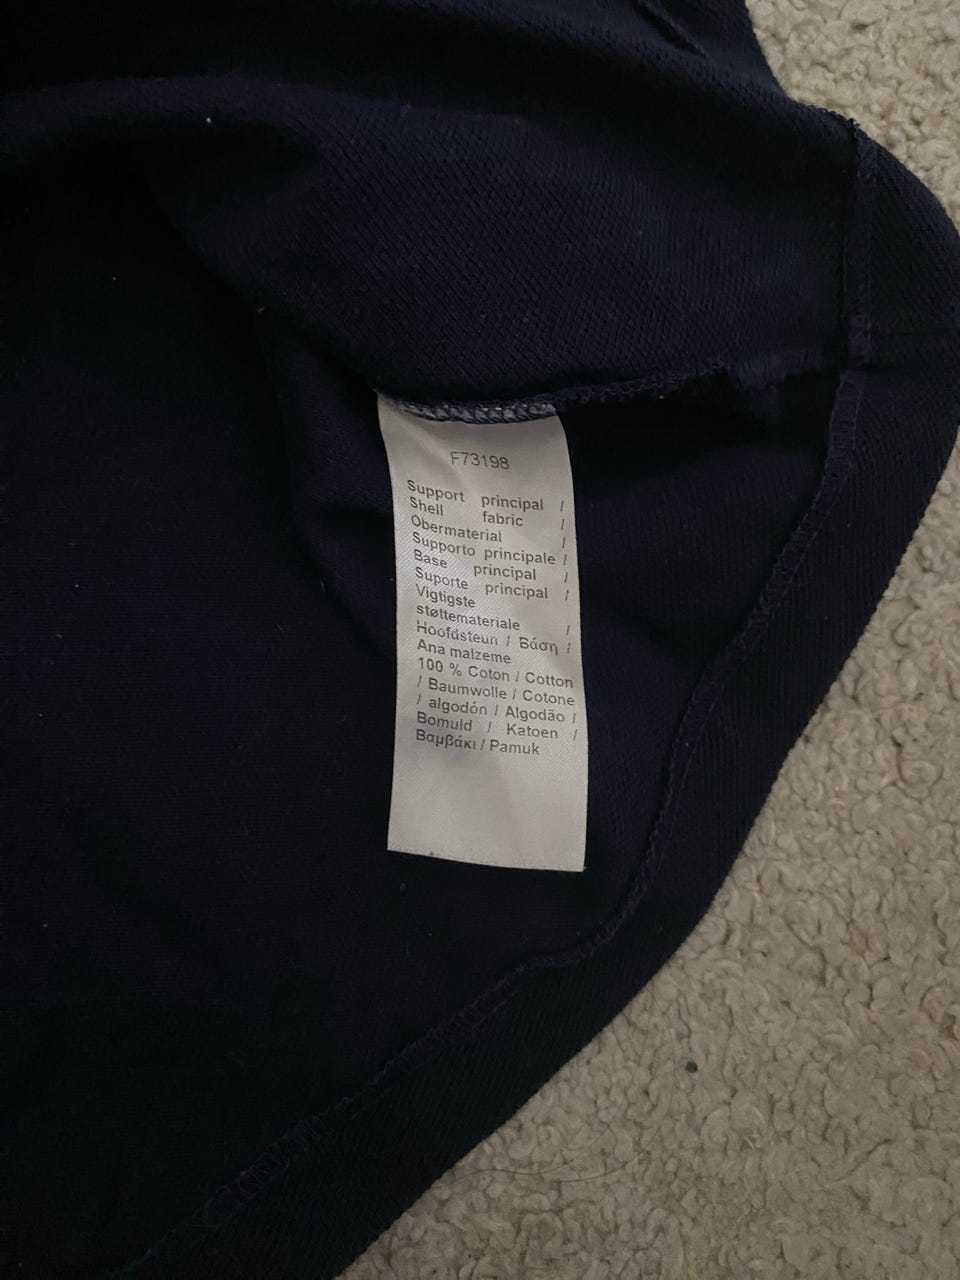 F73198
Support principal /
Shell fabric /
Obermaterial /
Supporto principale /
Base principal /
Suporte principal /
Vigtigste
støttemateriale /
Hoofdsteun / Βάση /
Ana malzeme
100 % Coton / Cotton
/ Baumwolle / Cotone
/ algodón / Algodão /
Bomuld / Katoen /
Βαμβάκι / Pamuk